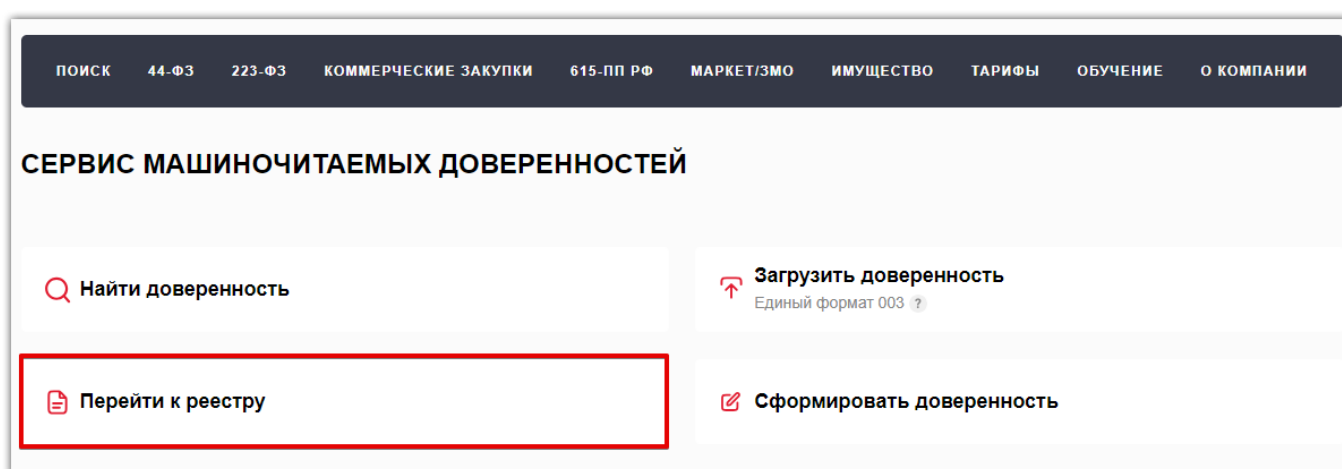 ПОИСК 44-ФЗ 223-ФЗ КОММЕРЧЕСКИЕ ЗАКУПКИ 615-ПП РФ МАРКЕТ/ЗМО ИМУЩЕСТВО ТАРИФЫ ОБУЧЕНИЕ О КОМПАНИИ
СЕРВИС МАШИНОЧИТАЕМЫХ ДОВЕРЕННОСТЕЙ
Найти доверенность
Загрузить доверенность
Единый формат 003 ?
Перейти к реестру
Сформировать доверенность